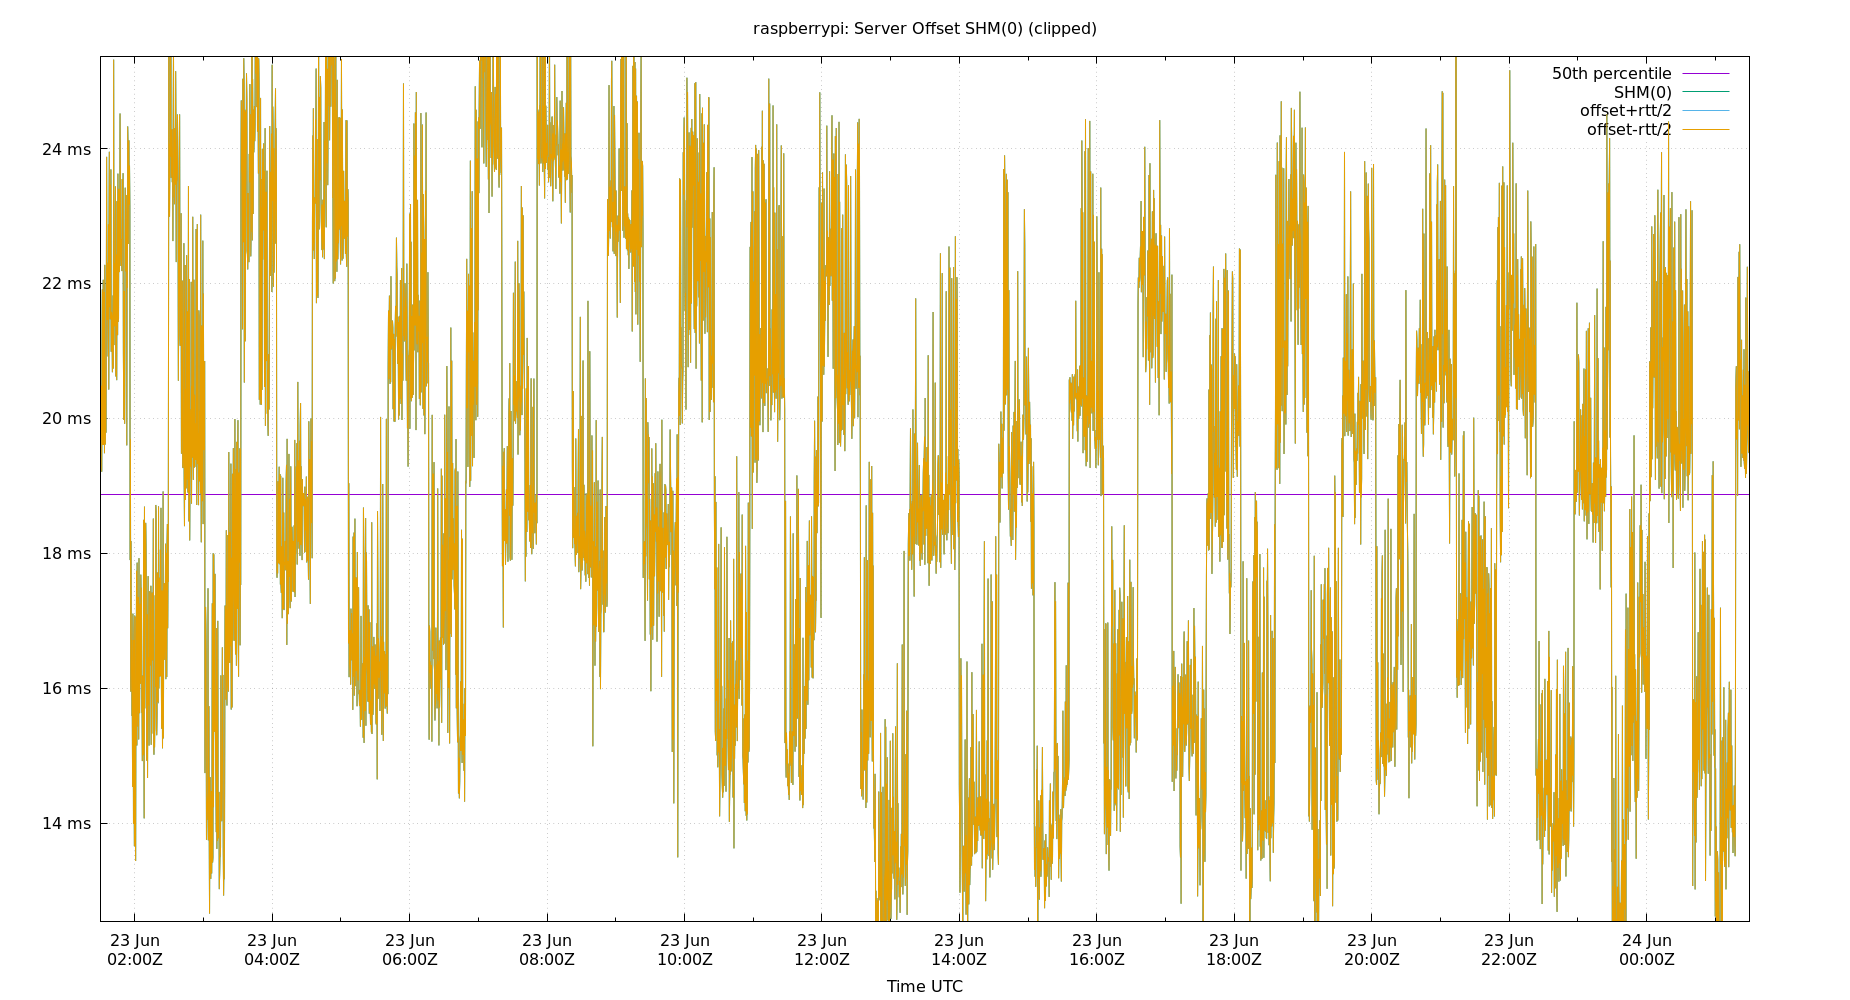 raspberrypi: Server Offset SHM(0) (clipped)
50th percentile
SHM(0)
offset+rtt/2
offset-rtt/2
24 ms
22 ms
20 ms
18 ms
16 ms
14 ms
23 Jun 23 Jun 23 Jun 23 Jun 23 Jun 23 Jun 23 Jun 23 Jun 23 Jun 23 Jun 23 Jun 24 Jun
02:00Z 04:00Z 06:00Z 08:00Z 10:00Z 12:00Z 14:00Z 16:00Z 18:00Z 20:00Z 22:00Z 00:00Z
Time UTC